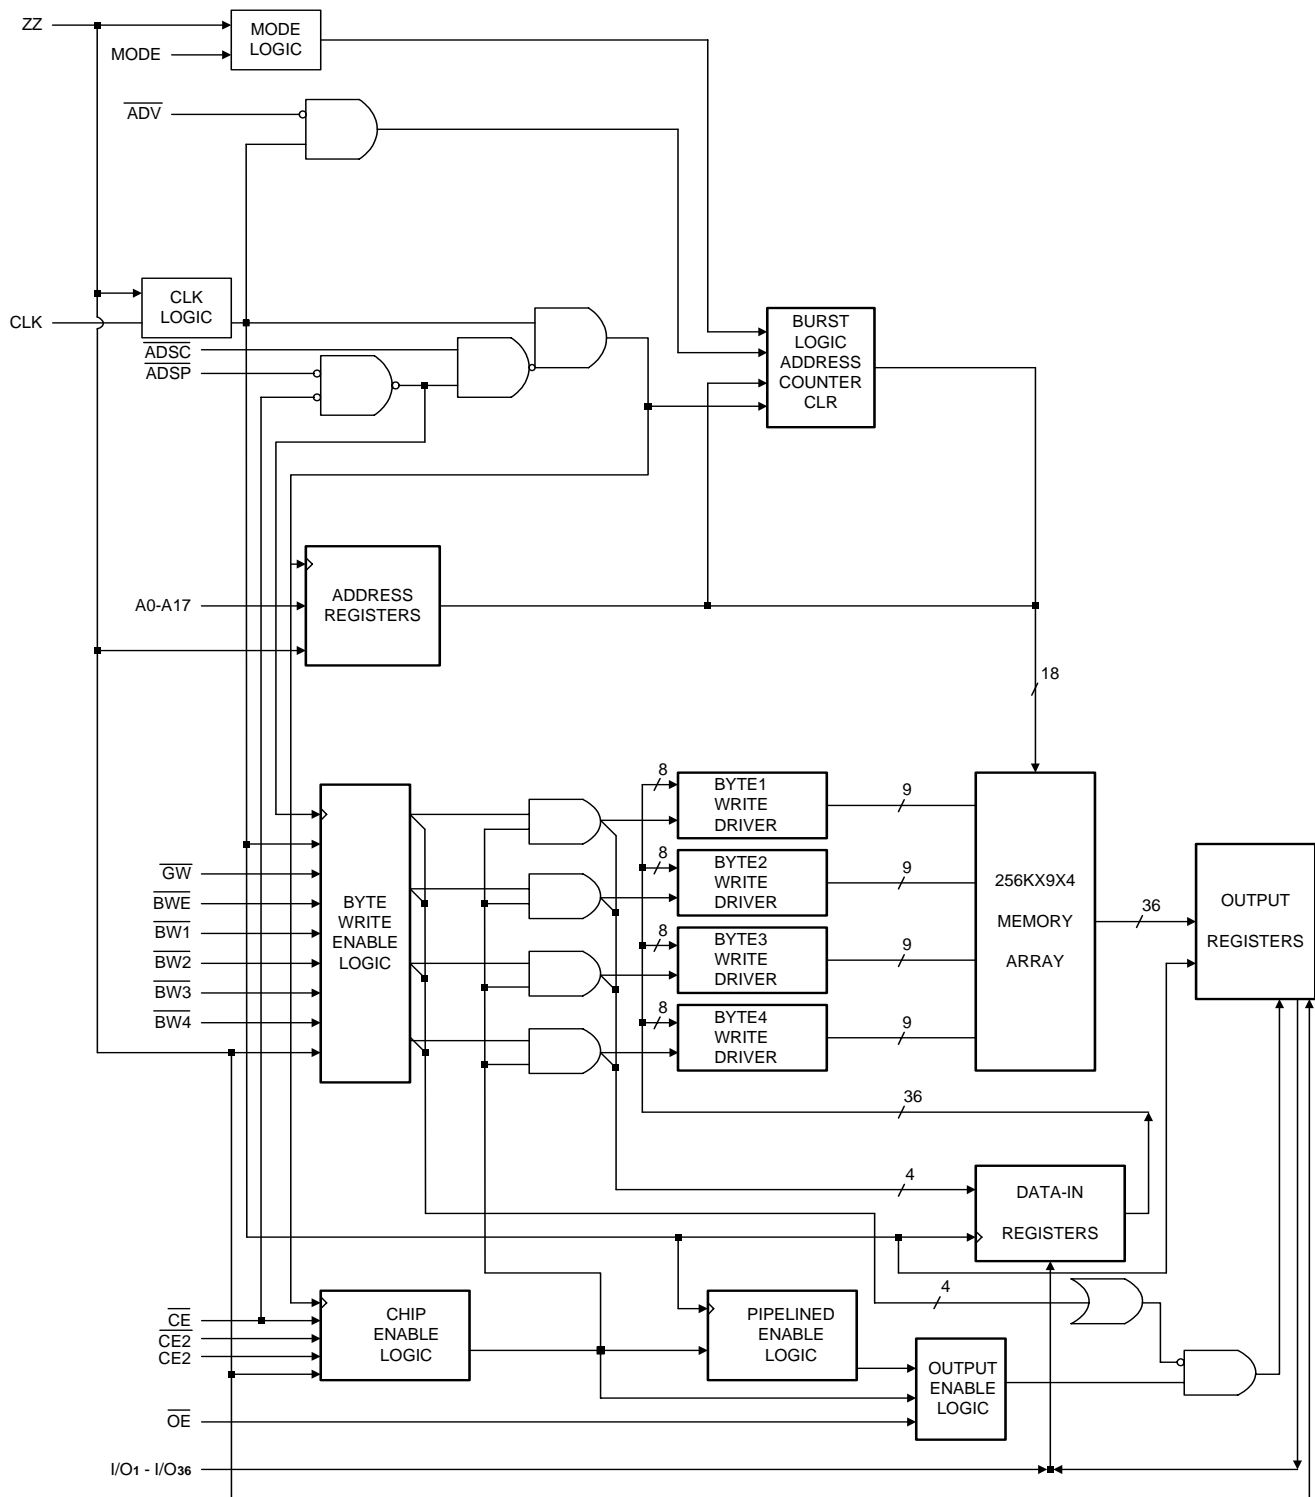 ZZ
MODE
MODE
LOGIC
ADV
CLK
CLK
LOGIC
ADSC
ADSP
BURST
LOGIC
ADDRESS
COUNTER
CLR
A0-A17
ADDRESS
REGISTERS
18
GW
BWE
BW1
BW2
BW3
BW4
BYTE
WRITE
ENABLE
LOGIC
8
BYTE1
WRITE
DRIVER
9
8
BYTE2
WRITE
DRIVER
9
8
BYTE3
WRITE
DRIVER
9
8
BYTE4
WRITE
DRIVER
9
256KX9X4
MEMORY
ARRAY
36
OUTPUT
REGISTERS
36
4
DATA-IN
REGISTERS
4
CE
CE2
CE2
CHIP
ENABLE
LOGIC
PIPELINED
ENABLE
LOGIC
OUTPUT
ENABLE
LOGIC
OE
I/O1 - I/O36